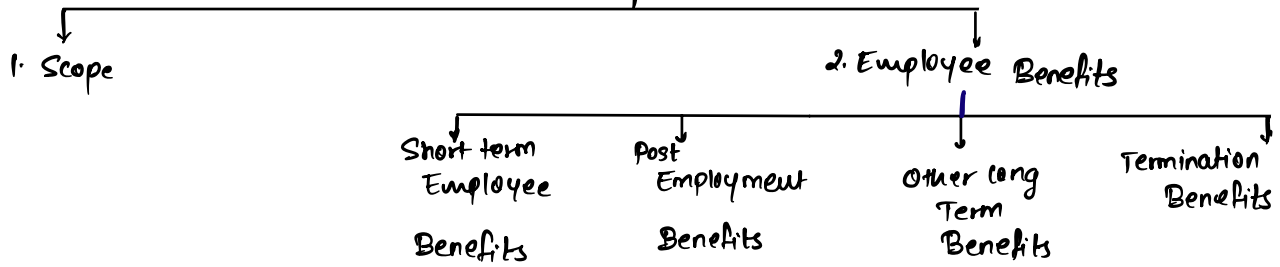 1. Scope
2. Employee Benefits
Short term
Employee
Benefits
Post
Employment
Benefits
Other long
Term
Benefits
Termination
Benefits